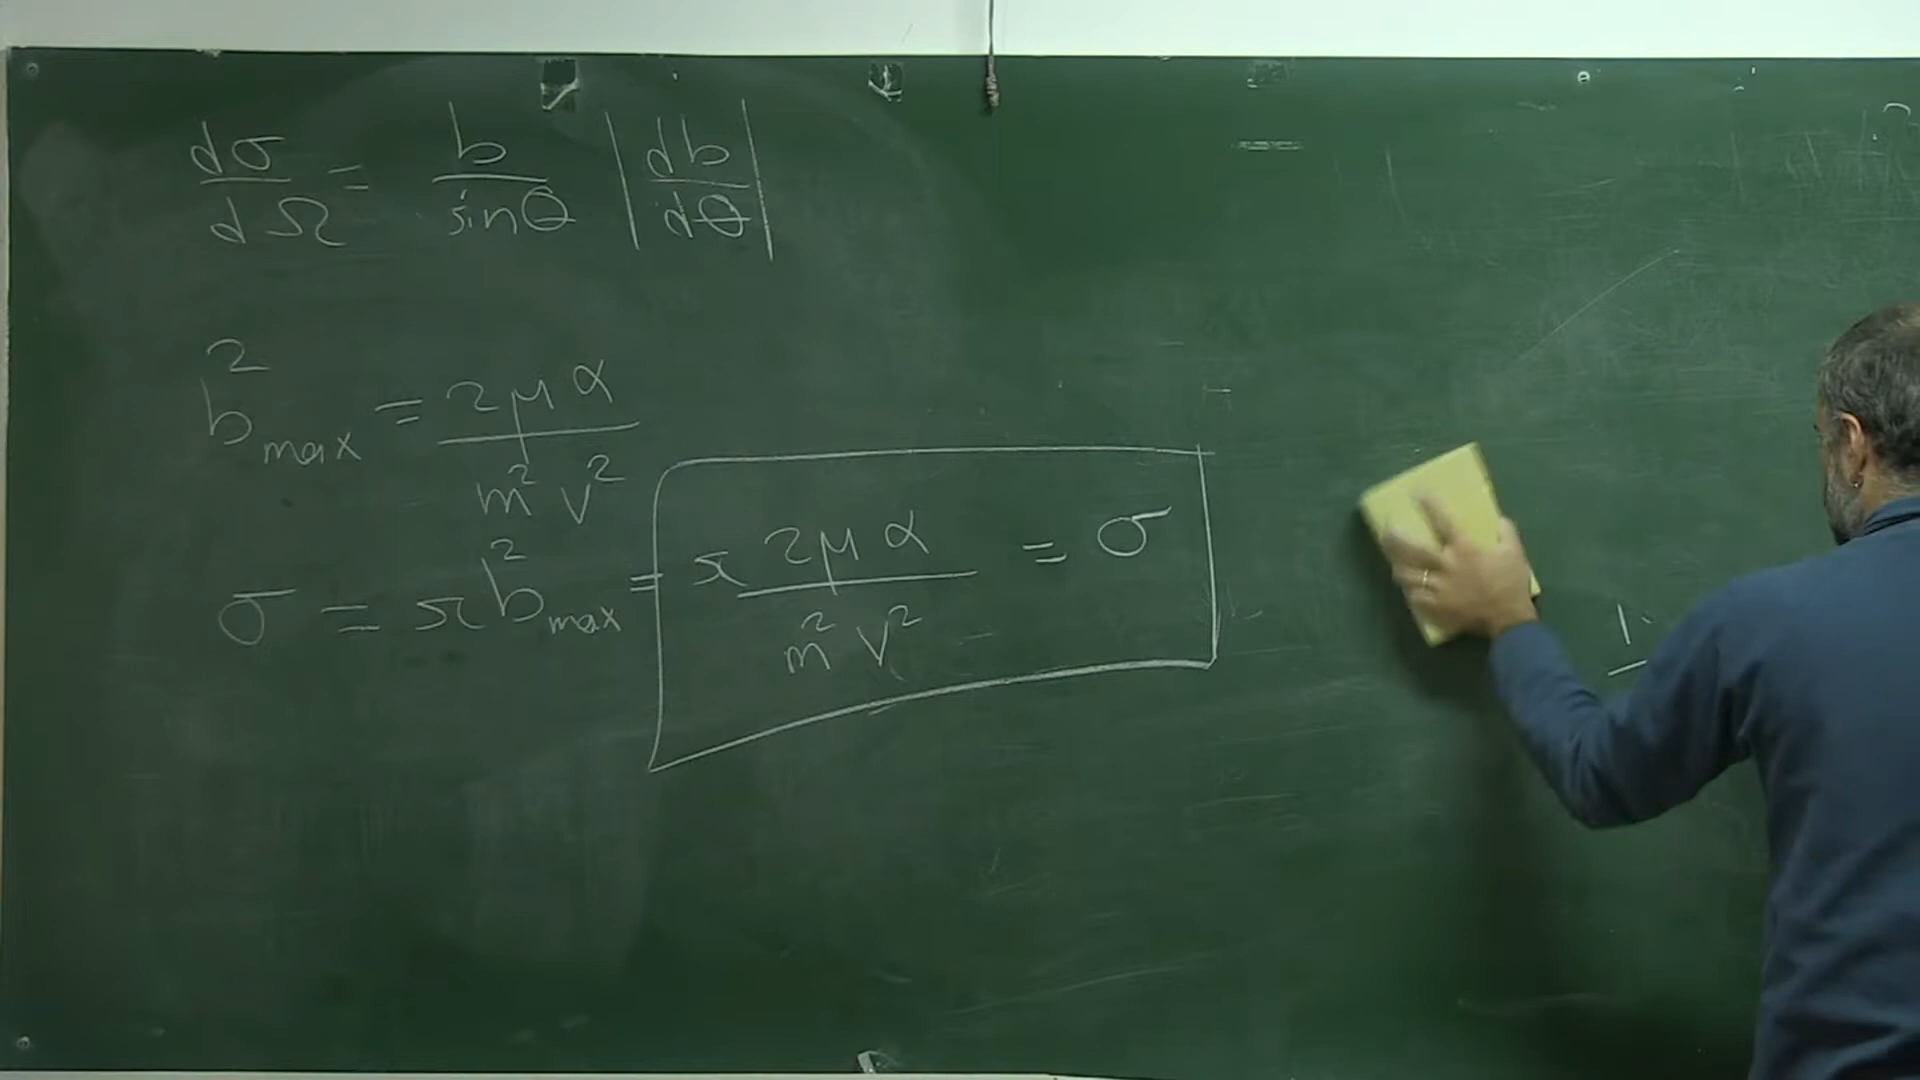 dσ/dΩ = b/sinθ |db/dθ|
b²max = 2μα/m²v²
σ = πb²max = π 2μα/m²v² = σ